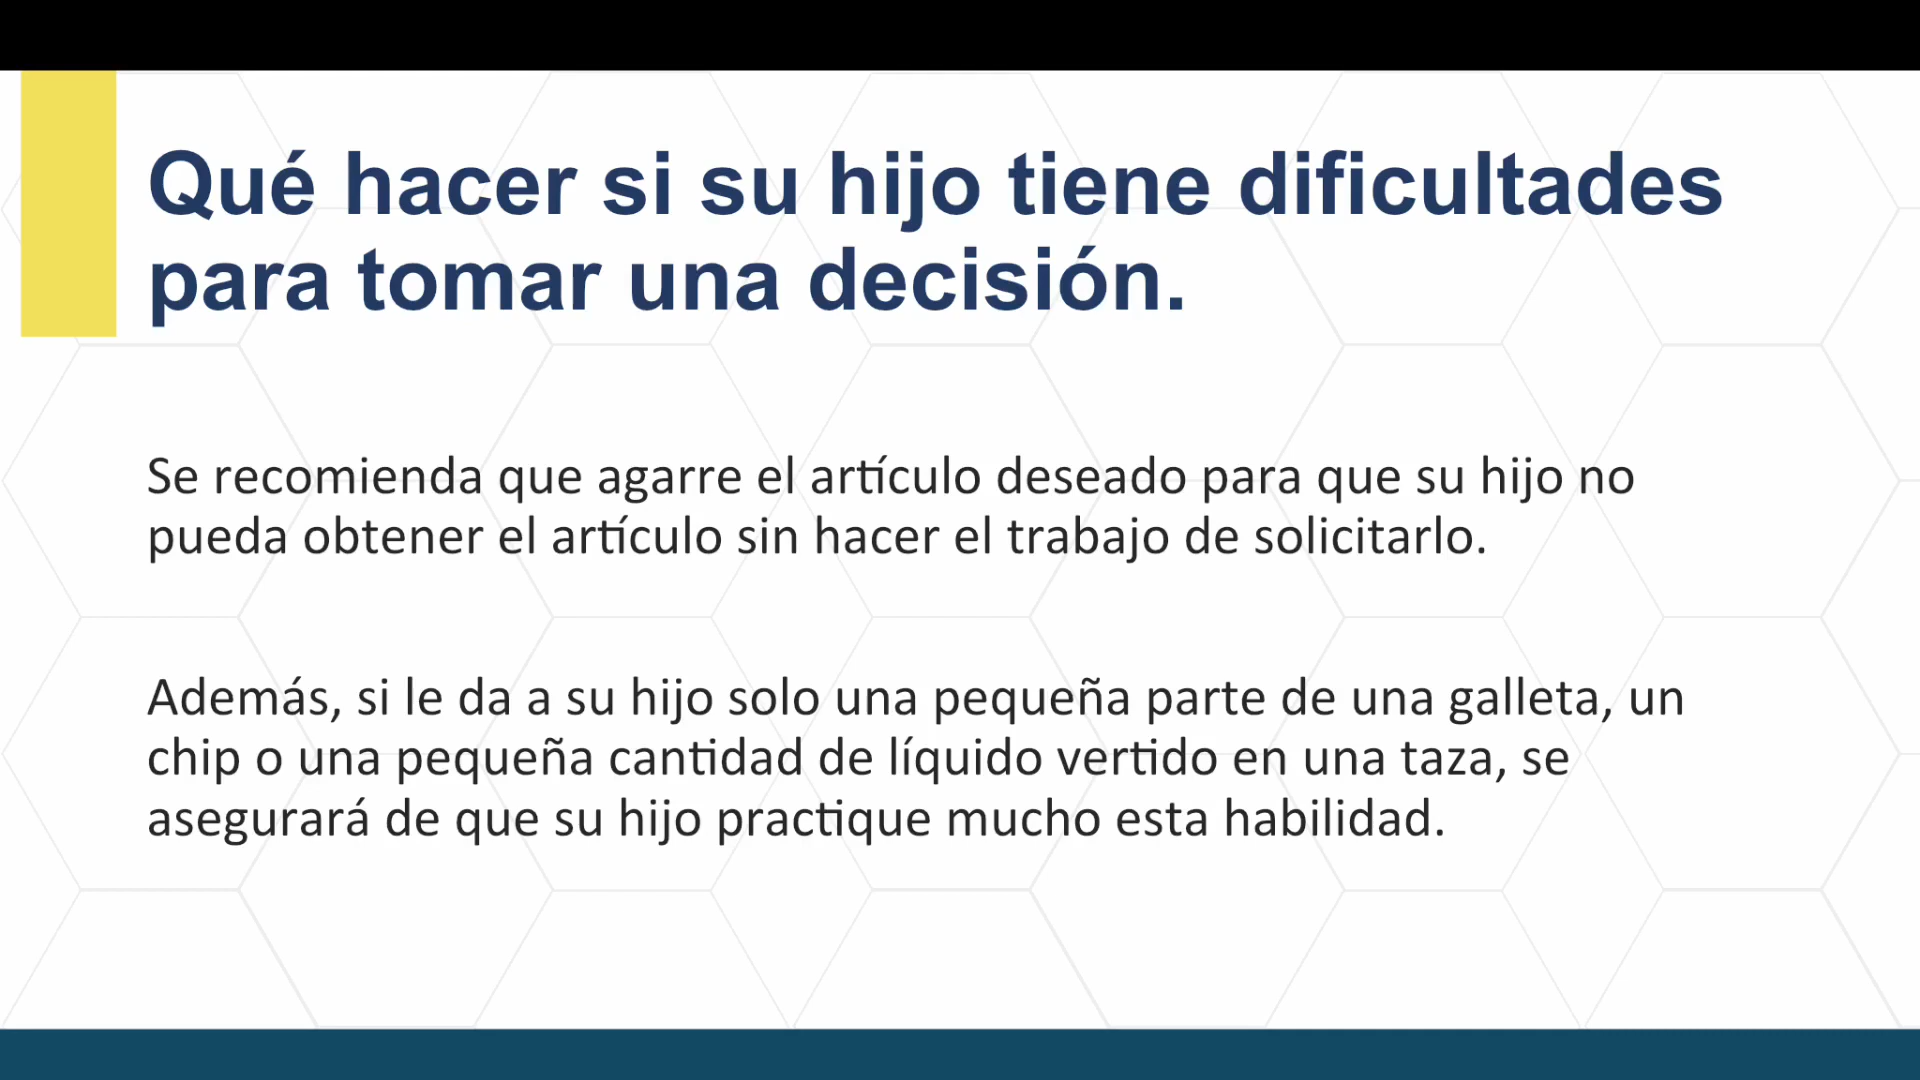 Qué hacer si su hijo tiene dificultades
para tomar una decisión.
Se recomienda que agarre el artículo deseado para que su hijo no
pueda obtener el artículo sin hacer el trabajo de solicitarlo.
Además, si le da a su hijo solo una pequeña parte de una galleta, un
chip o una pequeña cantidad de líquido vertido en una taza, se
asegurará de que su hijo practique mucho esta habilidad.